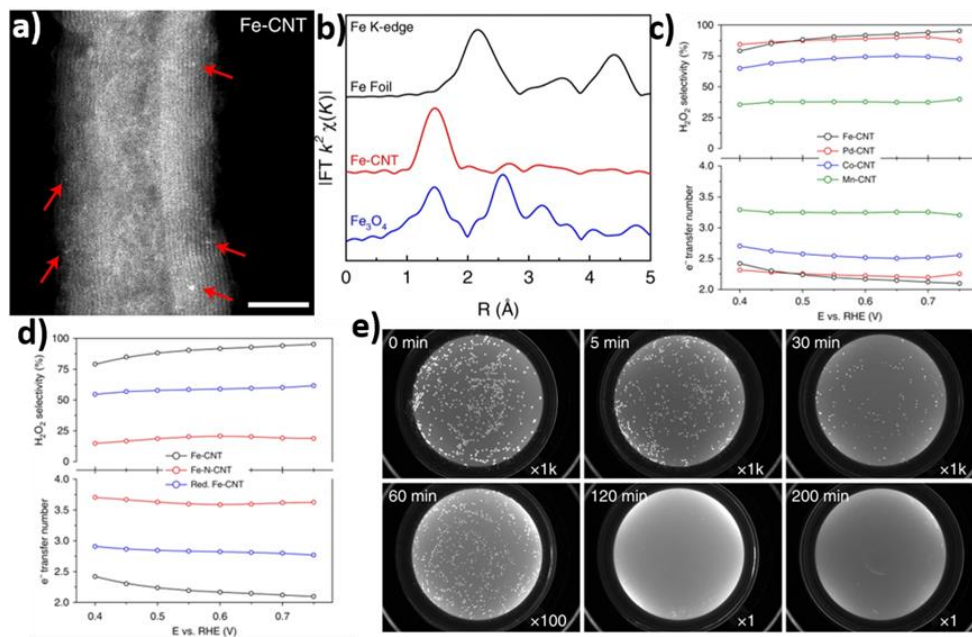 a)
Fe-CNT
b)
Fe K-edge
Fe Foil
Fe-CNT
Fe₃O₄
|FT k² χ(K)|
0 1 2 3 4 5
R (Å)
c)
H₂O₂ selectivity (%)
100
75
50
25
0
Fe-CNT
Pd-CNT
Co-CNT
Mn-CNT
e⁻ transfer number
3.5
3.0
2.5
2.0
0.4 0.5 0.6 0.7 0.8
E vs. RHE (V)
d)
H₂O₂ selectivity (%)
100
75
50
25
0
Fe-CNT
Fe-N-CNT
Red. Fe-CNT
e⁻ transfer number
4.0
3.5
3.0
2.5
2.0
0.4 0.5 0.6 0.7 0.8
E vs. RHE (V)
e)
0 min
×1k
5 min
×1k
30 min
×1k
60 min
×100
120 min
×1
200 min
×1